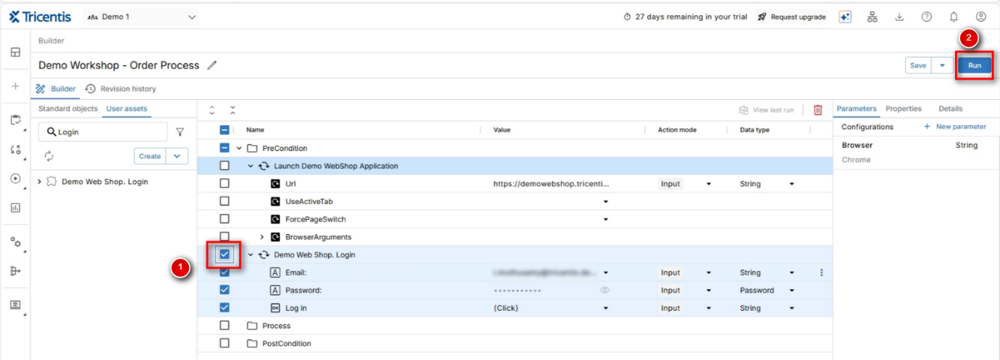 Tricentis Demo 1 27 days remaining in your trial Request upgrade
Builder 2
Demo Workshop - Order Process Save Run
Builder Revision history
Standard objects User assets View last run Parameters Properties Details
Login Name Value Action mode Data type Configurations + New parameter
PreCondition Browser String
Create Launch Demo WebShop Application Chrome
Demo Web Shop. Login Url https://demowebshop.tricenti... Input String
UseActiveTab
ForcePageSwitch
BrowserArguments
Demo Web Shop. Login
1 Email: Input String
Password: Input Password
Log in {Click} Input String
Process
PostCondition